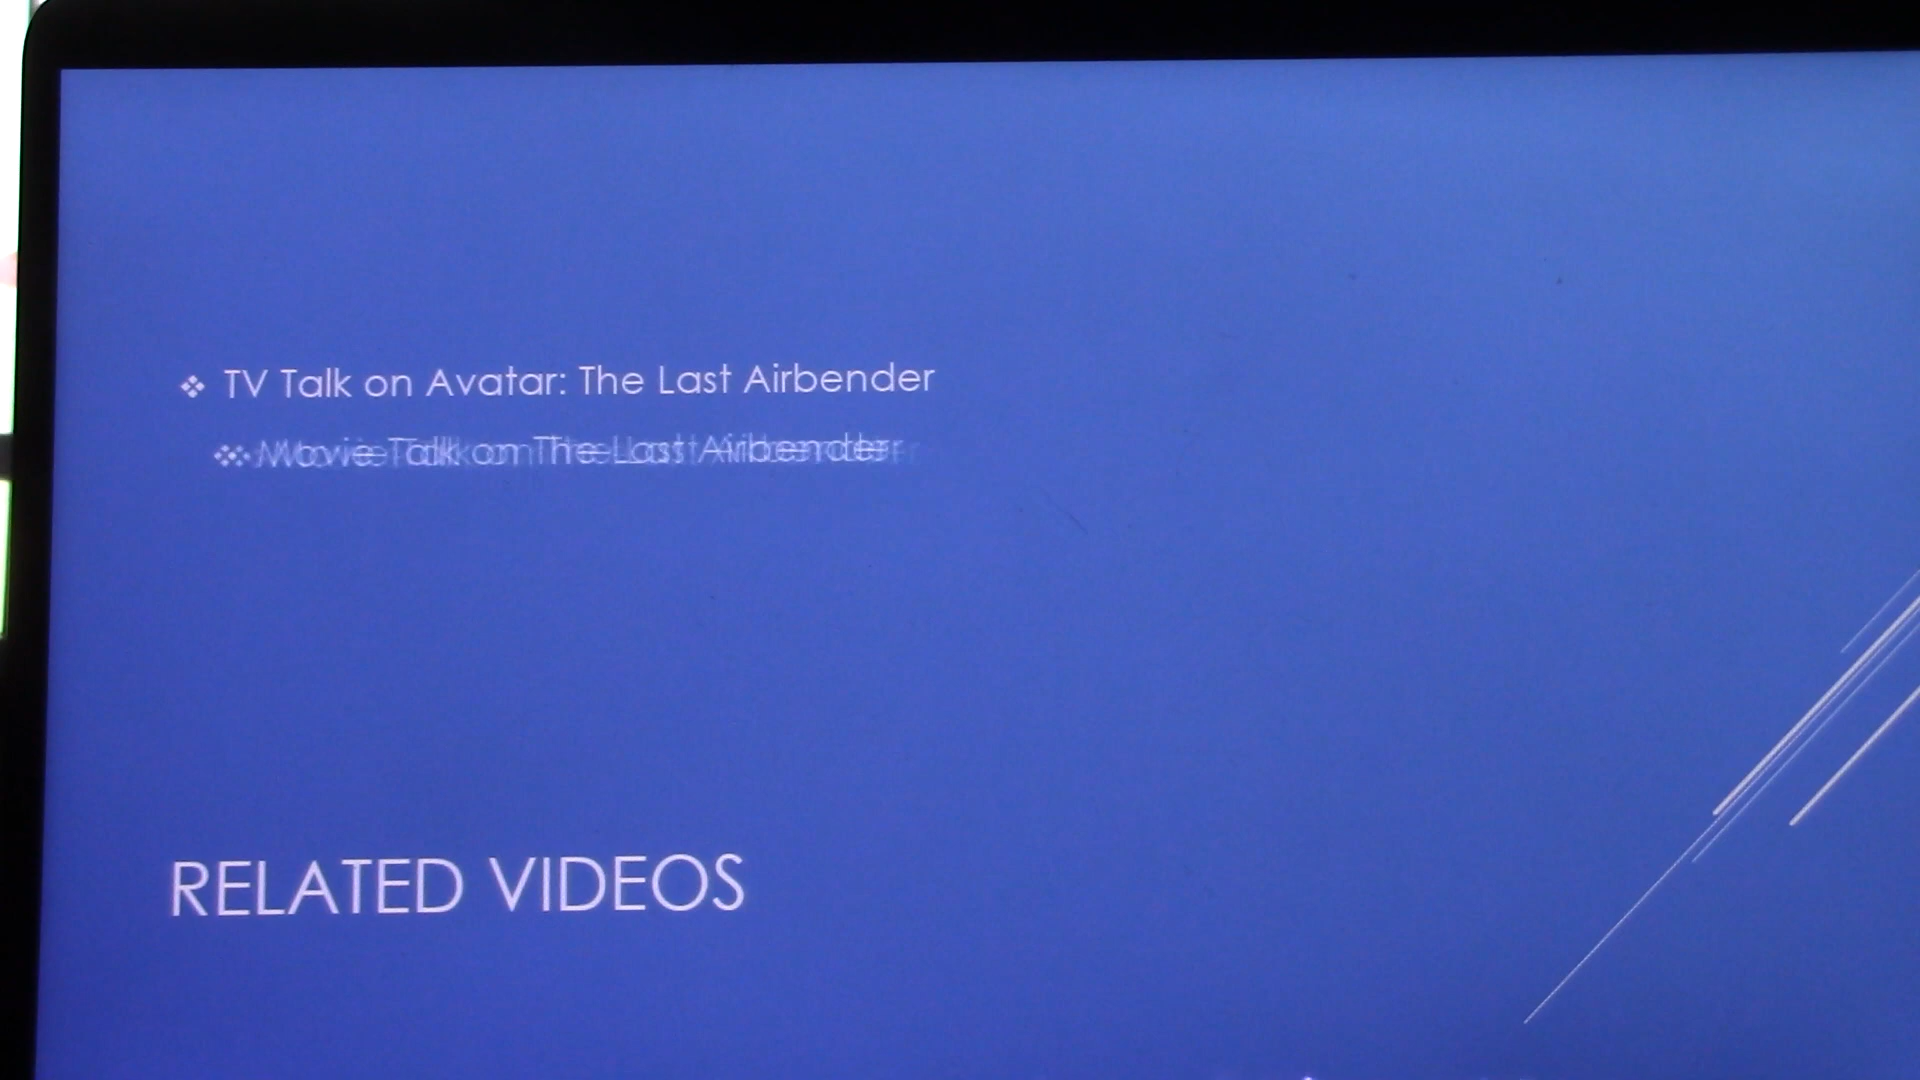 TV Talk on Avatar: The Last Airbender
Movie Talk on The Last Airbender
RELATED VIDEOS